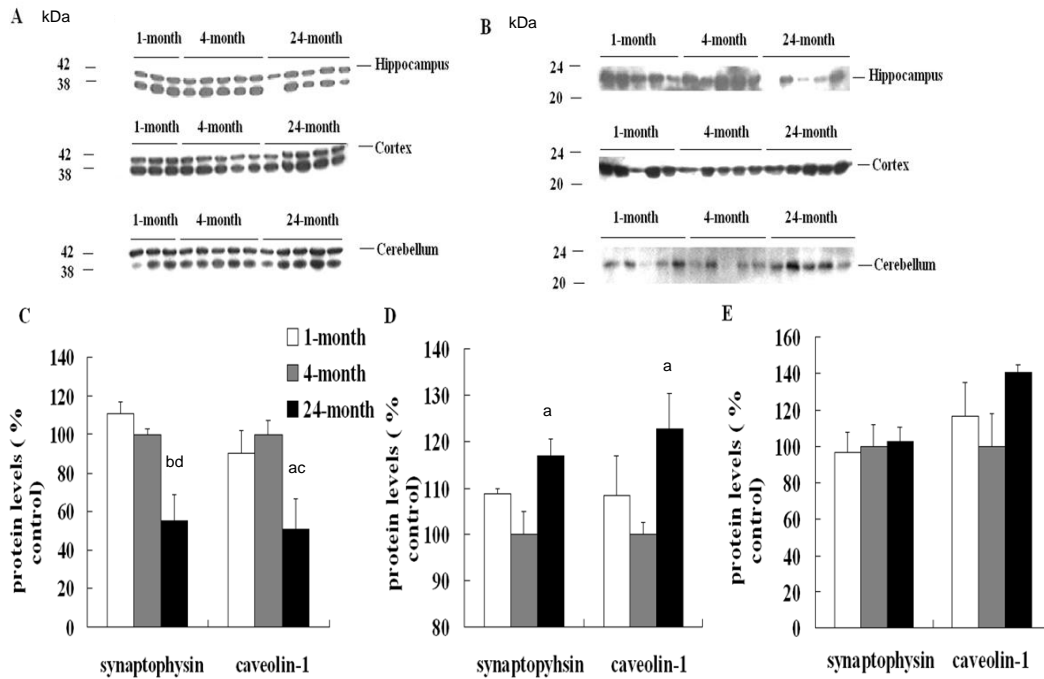 A kDa
1-month 4-month 24-month
42 Hippocampus
38
1-month 4-month 24-month
42 Cortex
38
1-month 4-month 24-month
42 Cerebellum
38
B kDa
1-month 4-month 24-month
24 Hippocampus
20
1-month 4-month 24-month
24 Cortex
20
1-month 4-month 24-month
24 Cerebellum
20
C
1-month
4-month
24-month
protein levels ( %
control)
140
120
100
80
60
40
20
0
bd
ac
synaptophysin caveolin-1
D
protein levels ( %
control)
140
130
120
110
100
90
80
a
a
synaptopyhsin caveolin-1
E
protein levels ( %
control)
160
140
120
100
80
60
40
20
0
synaptophysin caveolin-1